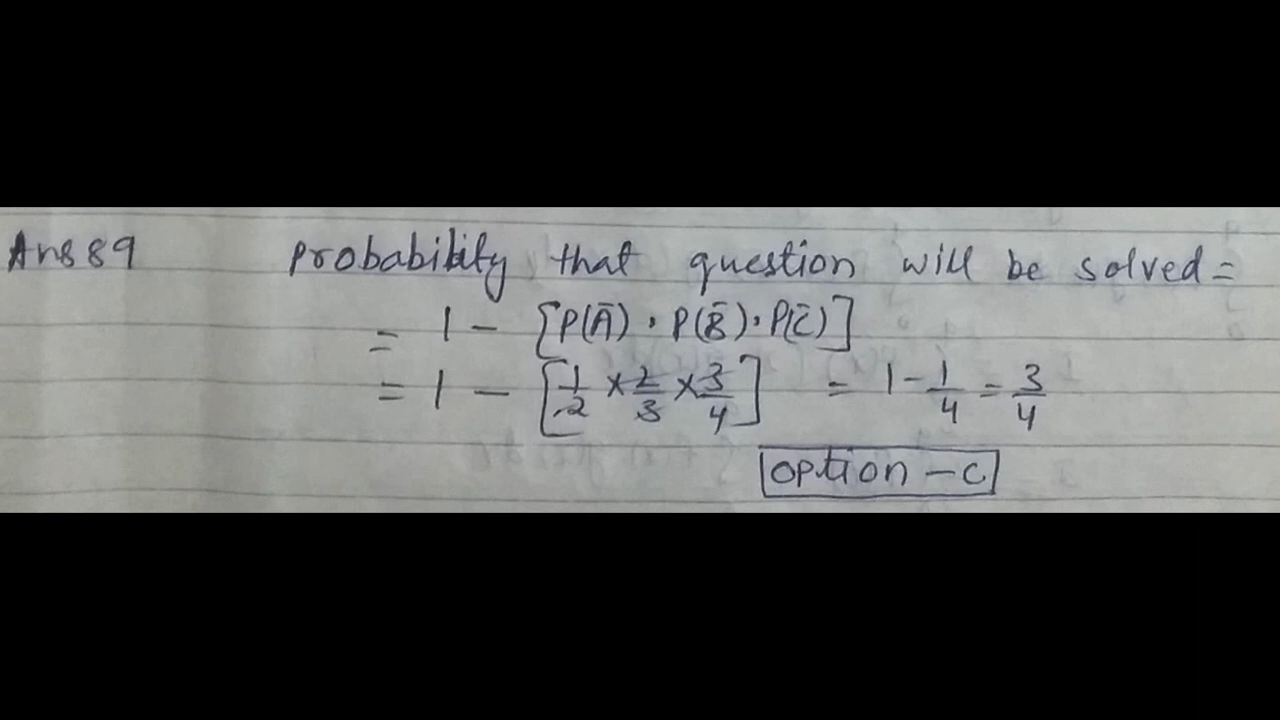 Ans 89 probability that question will be solved =
= 1 - [P(Ā) . P(B̄) . P(C̄)]
= 1 - [1/2 × 2/3 × 3/4] = 1 - 1/4 = 3/4
option - C